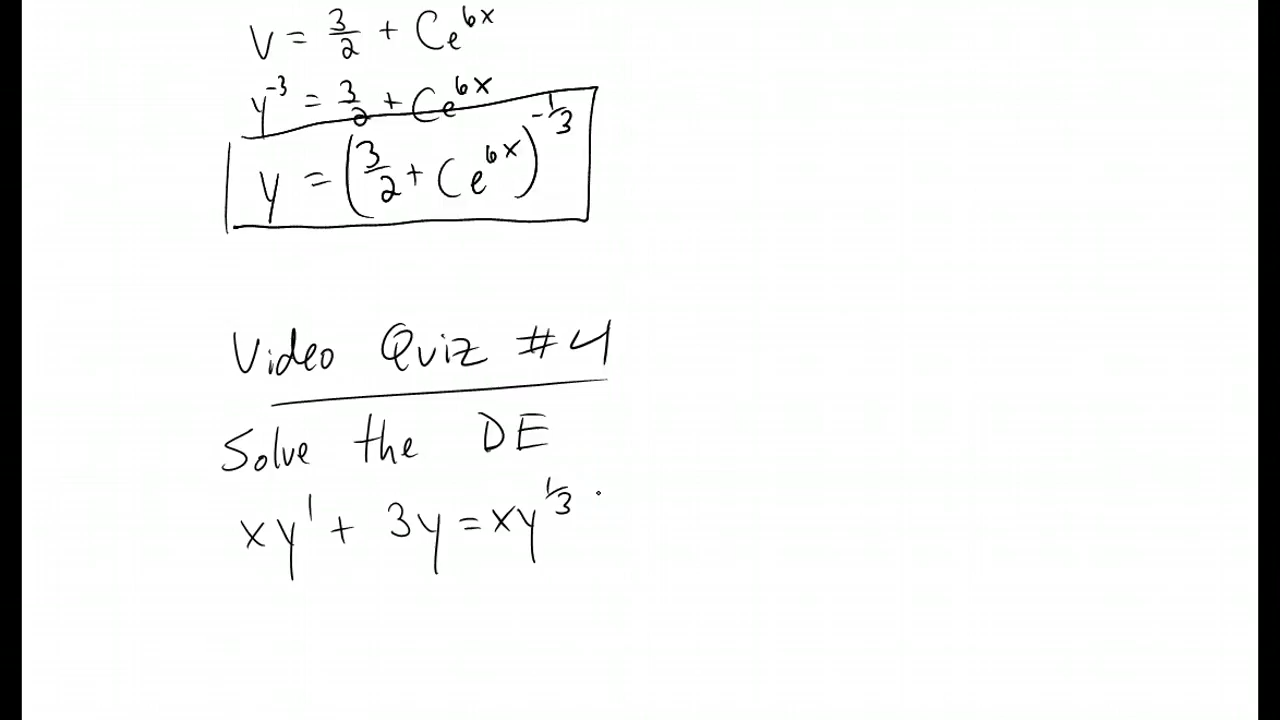 V = 3/2 + Ce^6x
y^-3 = 3/2 + Ce^6x
y = (3/2 + Ce^6x)^-1/3
Video Quiz #4
Solve the DE
xy' + 3y = xy^1/3